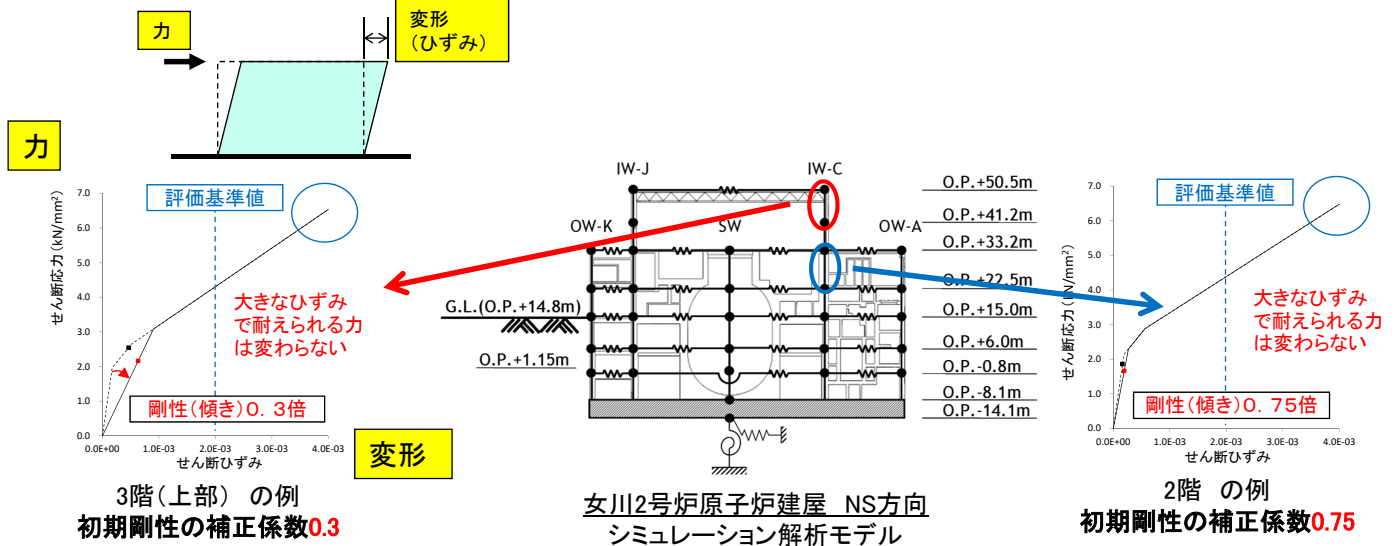 力
変形
(ひずみ)
力
せん断応力(kN/mm²)
7.0
6.0
5.0
4.0
3.0
2.0
1.0
0.0
評価基準値
大きなひずみ
で耐えられる力
は変わらない
剛性(傾き)0.3倍
0.0E+00
1.0E-03
2.0E-03
3.0E-03
4.0E-03
せん断ひずみ
変形
3階(上部) の例
初期剛性の補正係数0.3
IW-J
IW-C
OW-K
SW
OW-A
G.L.(O.P.+14.8m)
O.P.+1.15m
O.P.+50.5m
O.P.+41.2m
O.P.+33.2m
O.P.+22.5m
O.P.+15.0m
O.P.+6.0m
O.P.-0.8m
O.P.-8.1m
O.P.-14.1m
女川2号炉原子炉建屋 NS方向
シミュレーション解析モデル
せん断応力(kN/mm²)
7.0
6.0
5.0
4.0
3.0
2.0
1.0
0.0
評価基準値
大きなひずみ
で耐えられる力
は変わらない
剛性(傾き)0.75倍
0.0E+00
1.0E-03
2.0E-03
3.0E-03
4.0E-03
せん断ひずみ
2階 の例
初期剛性の補正係数0.75